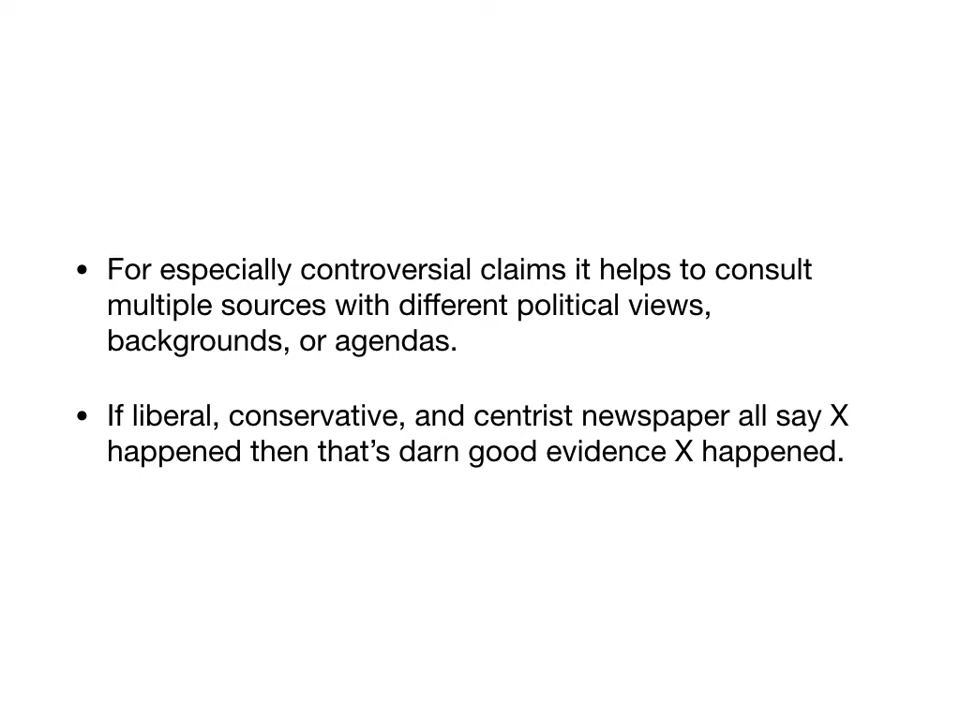 • For especially controversial claims it helps to consult
multiple sources with different political views,
backgrounds, or agendas.
• If liberal, conservative, and centrist newspaper all say X
happened then that’s darn good evidence X happened.